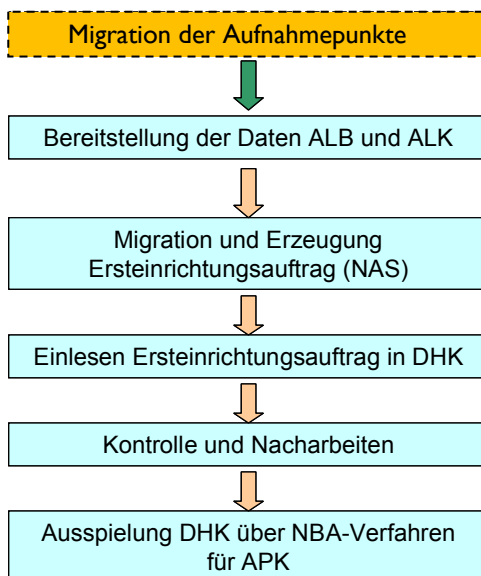 Migration der Aufnahmepunkte
Bereitstellung der Daten ALB und ALK
Migration und Erzeugung
Ersteinrichtungsauftrag (NAS)
Einlesen Ersteinrichtungsauftrag in DHK
Kontrolle und Nacharbeiten
Ausspielung DHK über NBA-Verfahren
für APK